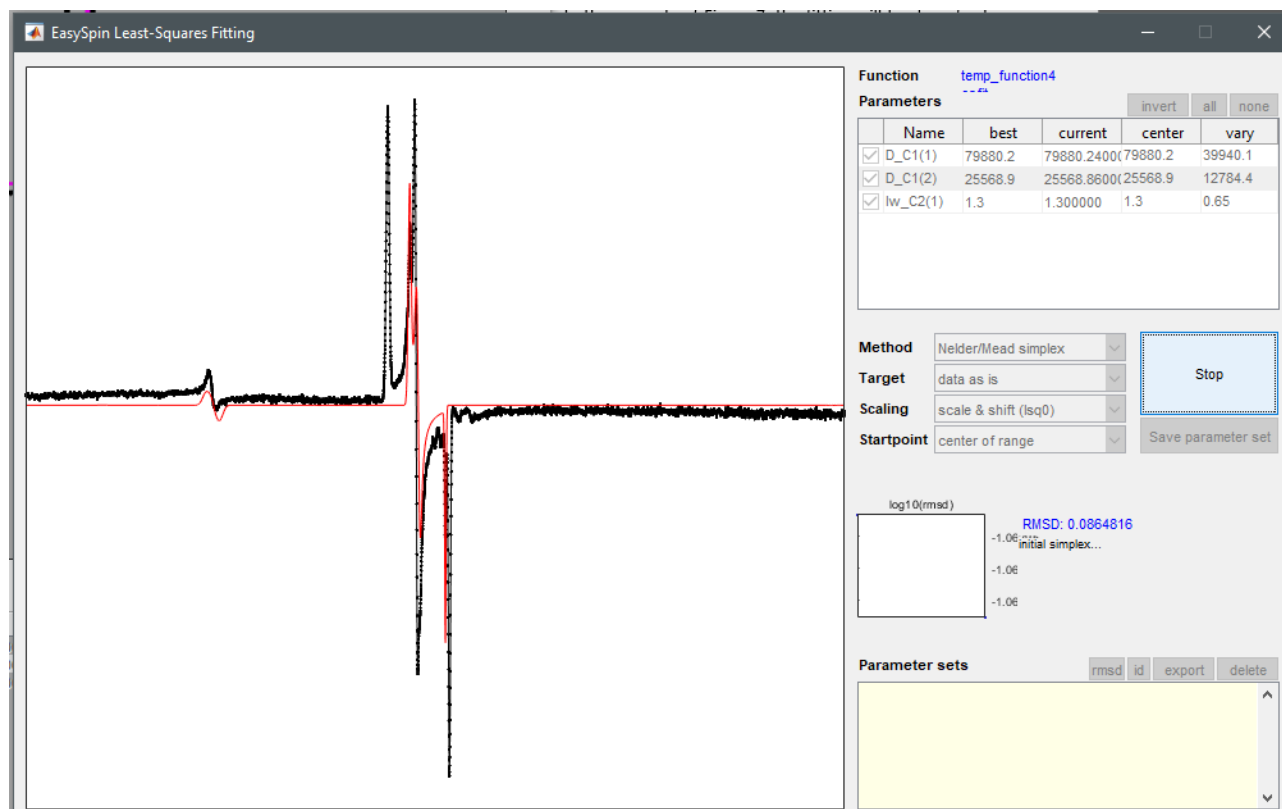 EasySpin Least-Squares Fitting
Function temp_function4
Parameters invert all none
Name best current center vary
D_C1(1) 79880.2 79880.2400 79880.2 39940.1
D_C1(2) 25568.9 25568.8600 25568.9 12784.4
lw_C2(1) 1.3 1.300000 1.3 0.65
Method Nelder/Mead simplex
Target data as is
Scaling scale & shift (lsq0)
Startpoint center of range
Stop
Save parameter set
log10(rmsd)
RMSD: 0.0864816
initial simplex...
-1.06
-1.06
-1.06
Parameter sets rmsd id export delete